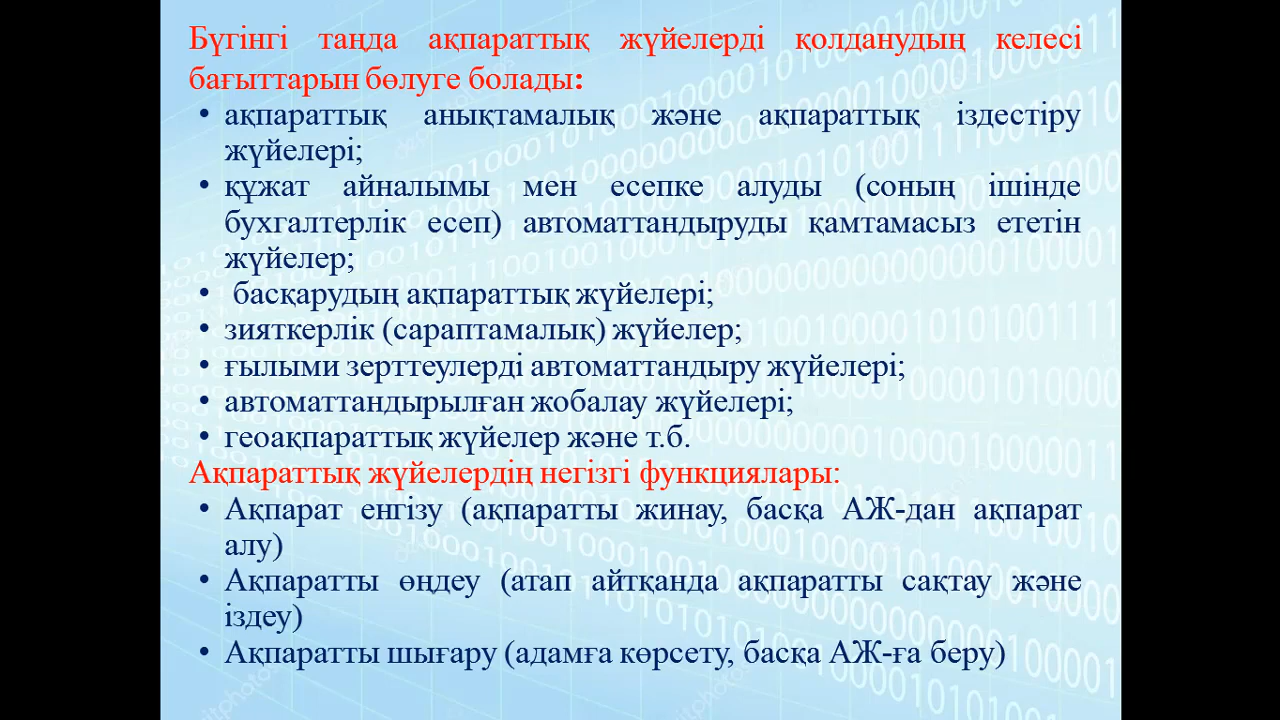 Бүгінгі таңда ақпараттық жүйелерді қолданудың келесі
бағыттарын бөлуге болады:
• ақпараттық анықтамалық және ақпараттық іздестіру
жүйелері;
• құжат айналымы мен есепке алуды (соның ішінде
бухгалтерлік есеп) автоматтандыруды қамтамасыз ететін
жүйелер;
• басқарудың ақпараттық жүйелері;
• зияткерлік (сараптамалық) жүйелер;
• ғылыми зерттеулерді автоматтандыру жүйелері;
• автоматтандырылған жобалау жүйелері;
• геоақпараттық жүйелер және т.б.
Ақпараттық жүйелердің негізгі функциялары:
• Ақпарат енгізу (ақпаратты жинау, басқа АЖ-дан ақпарат
алу)
• Ақпаратты өңдеу (атап айтқанда ақпаратты сақтау және
іздеу)
• Ақпаратты шығару (адамға көрсету, басқа АЖ-ға беру)